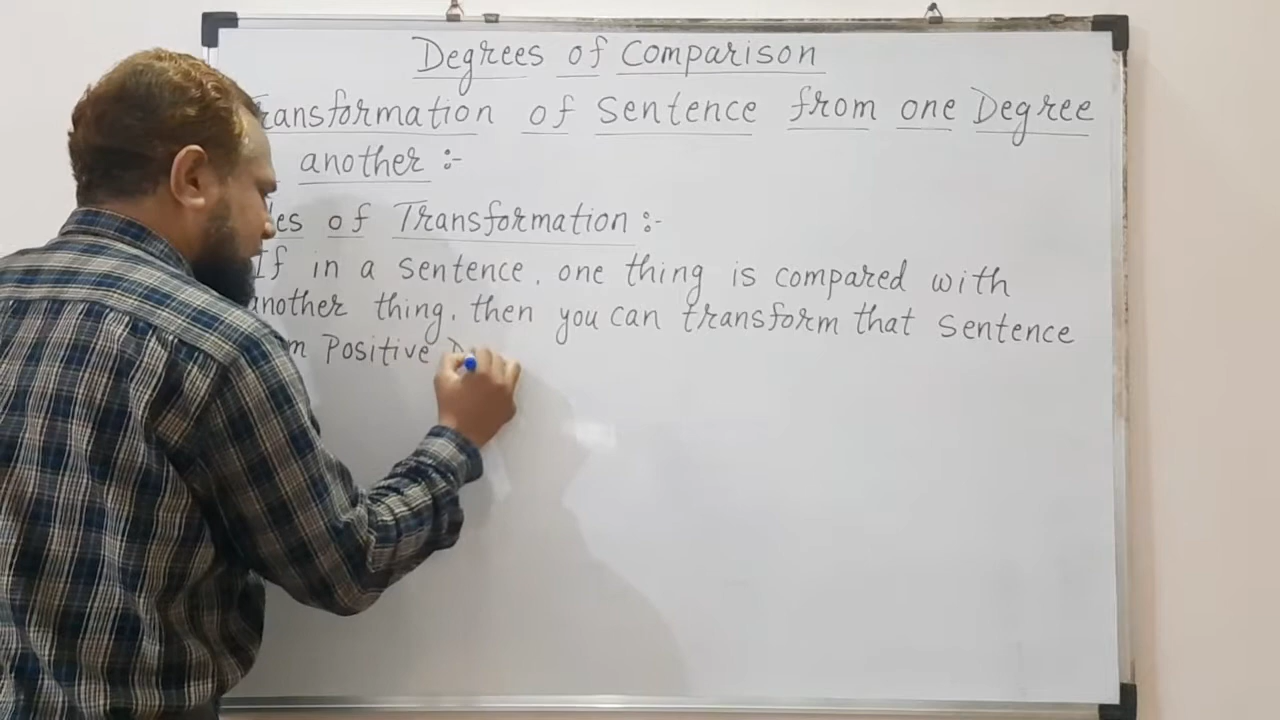 Degrees of Comparison
ransformation of Sentence from one Degree
another :-
es of Transformation :-
If in a sentence, one thing is compared with
another thing, then you can transform that sentence
m Positive D